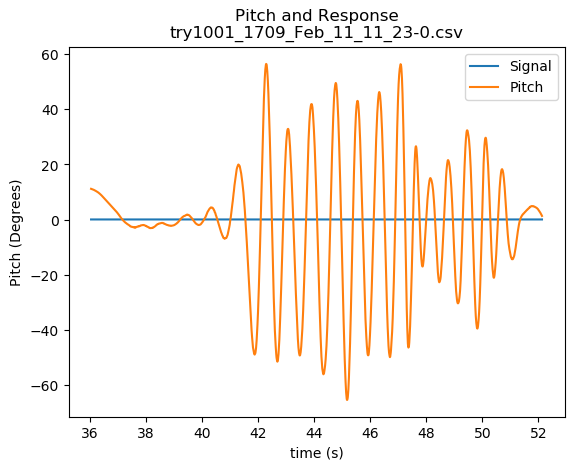 Pitch and Response
try1001_1709_Feb_11_11_23-0.csv
Signal
Pitch
Pitch (Degrees)
60
40
20
0
−20
−40
−60
36
38
40
42
44
46
48
50
52
time (s)